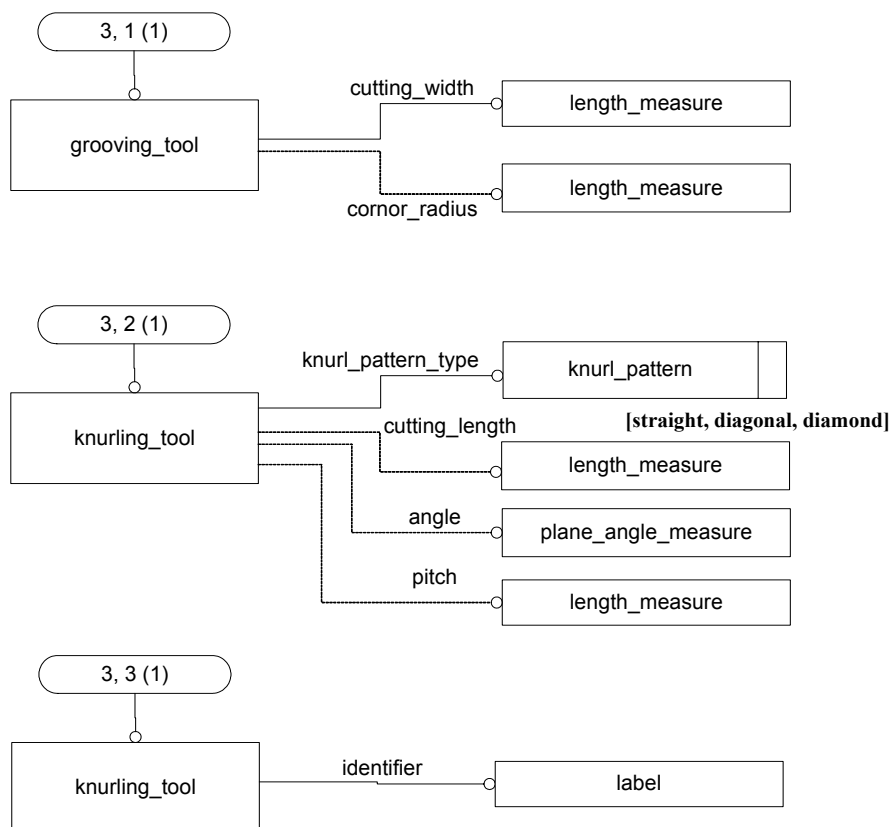 3, 1 (1)
cutting_width
length_measure
grooving_tool
length_measure
cornor_radius
3, 2 (1)
knurl_pattern_type
knurl_pattern
[straight, diagonal, diamond]
cutting_length
knurling_tool
length_measure
angle
plane_angle_measure
pitch
length_measure
3, 3 (1)
identifier
knurling_tool
label